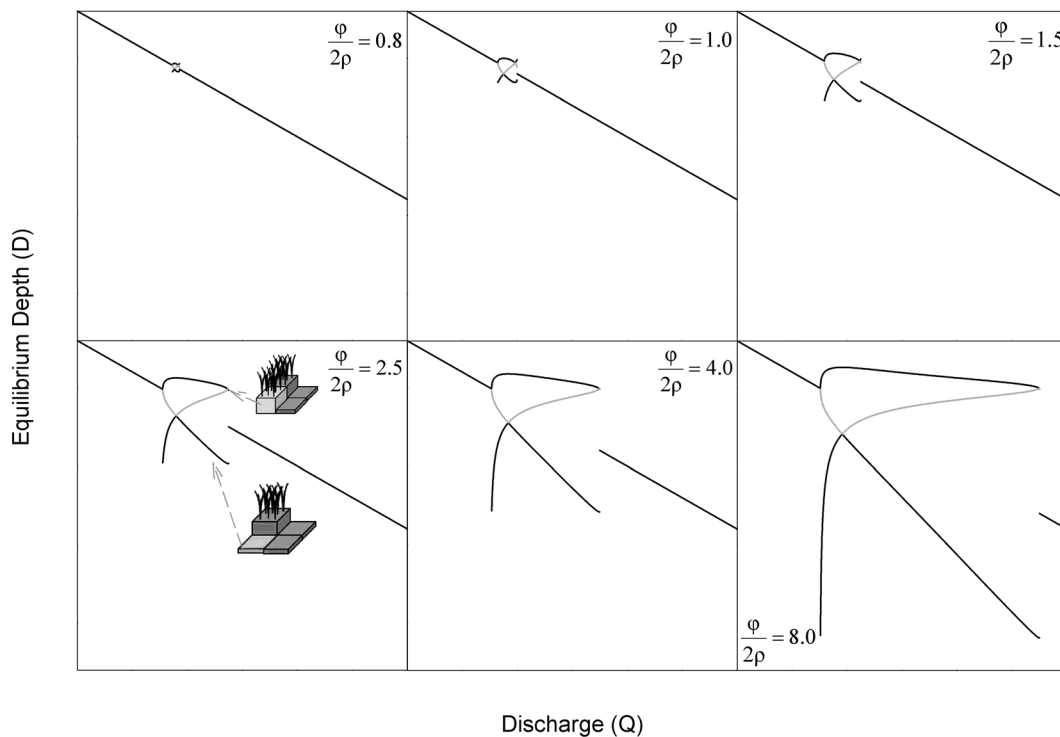 φ/2ρ = 0.8
φ/2ρ = 1.0
φ/2ρ = 1.5
Equilibrium Depth (D)
φ/2ρ = 2.5
φ/2ρ = 4.0
φ/2ρ = 8.0
Discharge (Q)